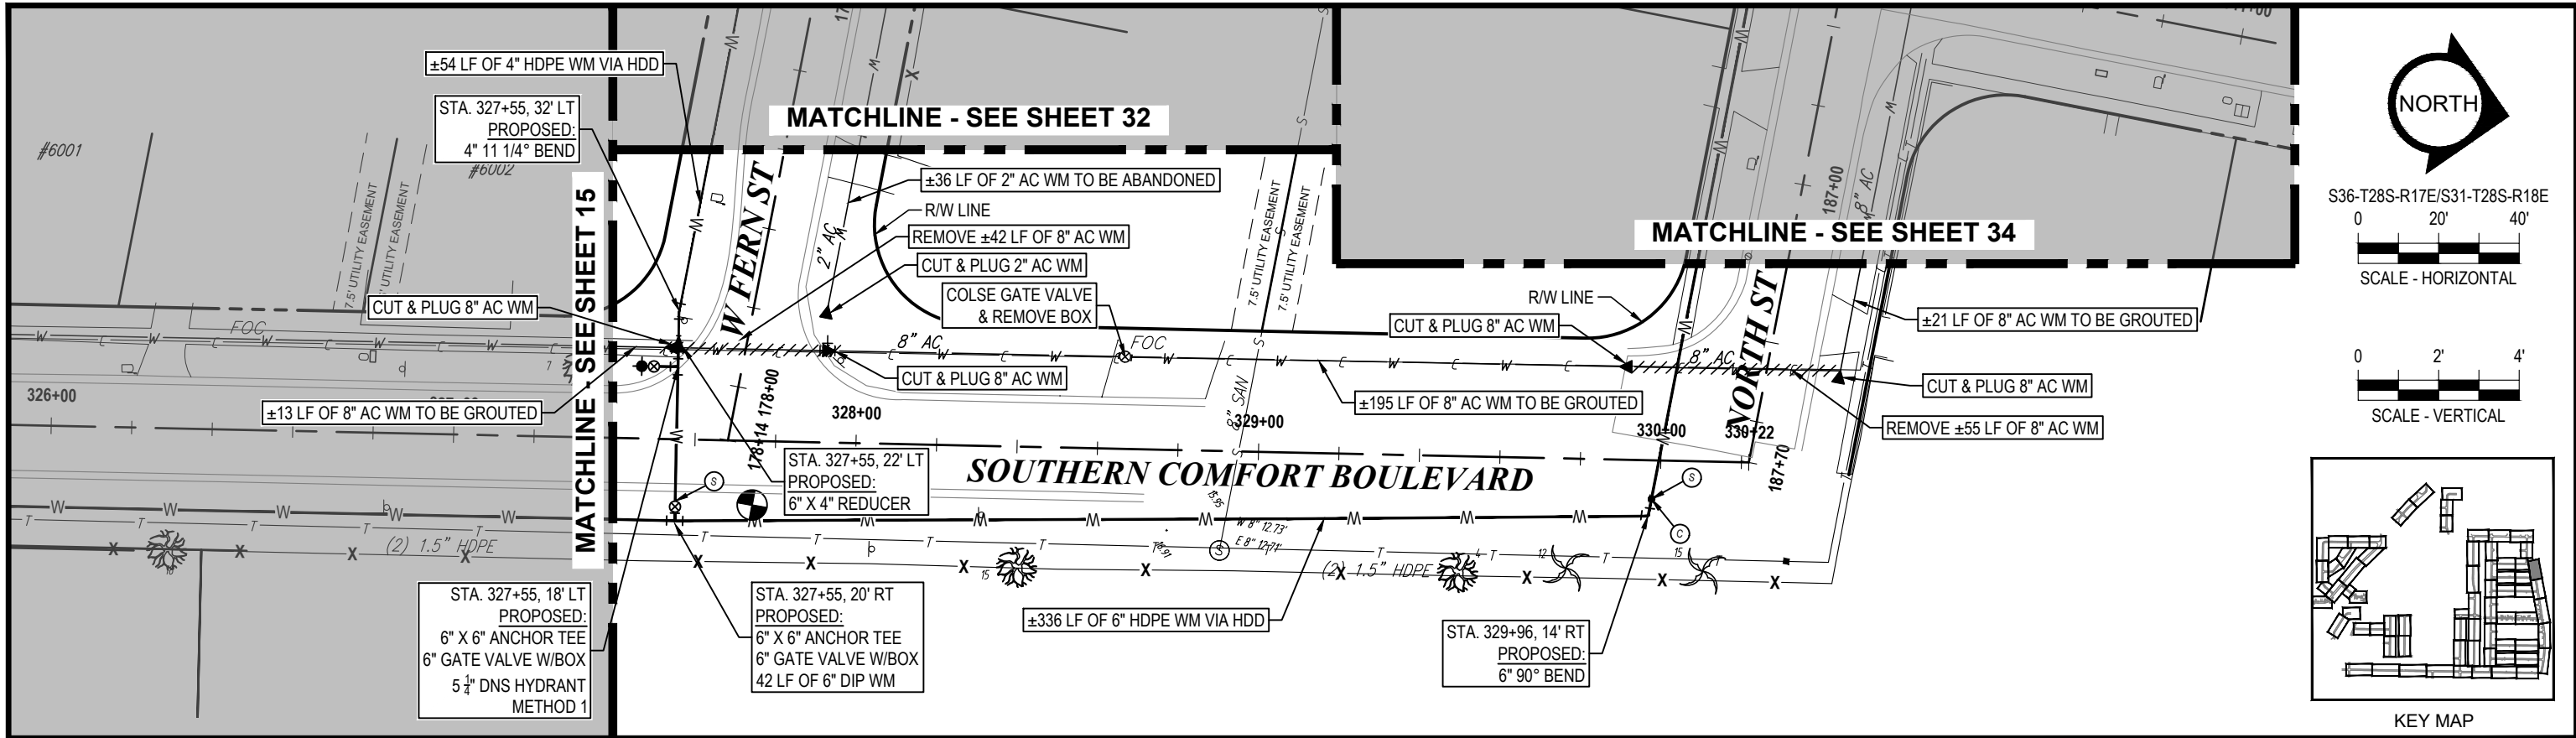 ±54 LF OF 4" HDPE WM VIA HDD
STA. 327+55, 32' LT
PROPOSED:
4" 11 1/4° BEND
#6001
#6002
7.5' UTILITY EASEMENT
' UTILITY EASEMENT
MATCHLINE - SEE SHEET 15
MATCHLINE - SEE SHEET 32
MATCHLINE - SEE SHEET 34
W FERN ST
±36 LF OF 2" AC WM TO BE ABANDONED
R/W LINE
REMOVE ±42 LF OF 8" AC WM
2" AC
CUT & PLUG 2" AC WM
COLSE GATE VALVE
& REMOVE BOX
CUT & PLUG 8" AC WM
FOC
8" AC
FOC
CUT & PLUG 8" AC WM
7.5' UTILITY EASEMENT
7.5' UTILITY EASEMENT
R/W LINE
CUT & PLUG 8" AC WM
NORTH ST
187+00
8" AC
8" AC
±21 LF OF 8" AC WM TO BE GROUTED
CUT & PLUG 8" AC WM
REMOVE ±55 LF OF 8" AC WM
±195 LF OF 8" AC WM TO BE GROUTED
±13 LF OF 8" AC WM TO BE GROUTED
326+00
178+14
178+00
328+00
8" SAN
329+00
330+00
330+22
187+70
SOUTHERN COMFORT BOULEVARD
STA. 327+55, 22' LT
PROPOSED:
6" X 4" REDUCER
15.95
W 8" 12.73'
E 8" 12.71'
(2) 1.5" HDPE
(2) 1.5" HDPE
15
12
15
STA. 327+55, 18' LT
PROPOSED:
6" X 6" ANCHOR TEE
6" GATE VALVE W/BOX
5 1/4" DNS HYDRANT
METHOD 1
STA. 327+55, 20' RT
PROPOSED:
6" X 6" ANCHOR TEE
6" GATE VALVE W/BOX
42 LF OF 6" DIP WM
±336 LF OF 6" HDPE WM VIA HDD
STA. 329+96, 14' RT
PROPOSED:
6" 90° BEND
NORTH
S36-T28S-R17E/S31-T28S-R18E
0 20' 40'
SCALE - HORIZONTAL
0 2' 4'
SCALE - VERTICAL
KEY MAP